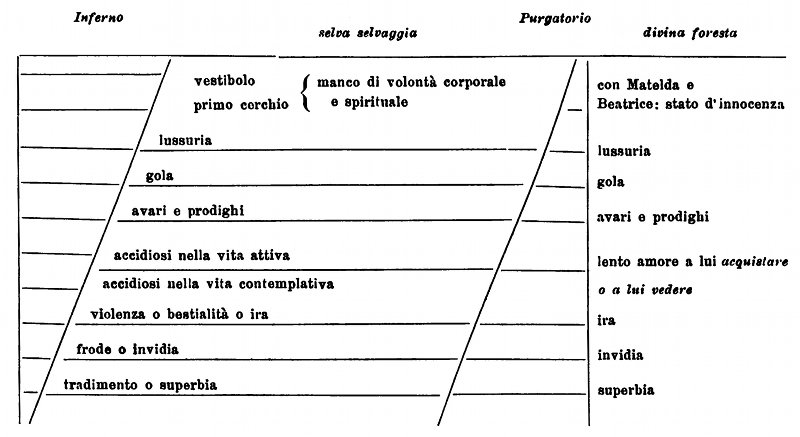 Inferno
selva selvaggia
Purgatorio
divina foresta
vestibolo
primo cerchio
manco di volontà corporale
e spirituale
con Matelda e
Beatrice: stato d'innocenza
lussuria
lussuria
gola
gola
avari e prodighi
avari e prodighi
accidiosi nella vita attiva
lento amore a lui acquistare
accidiosi nella vita contemplativa
o a lui vedere
violenza o bestialità o ira
ira
frode o invidia
invidia
tradimento o superbia
superbia